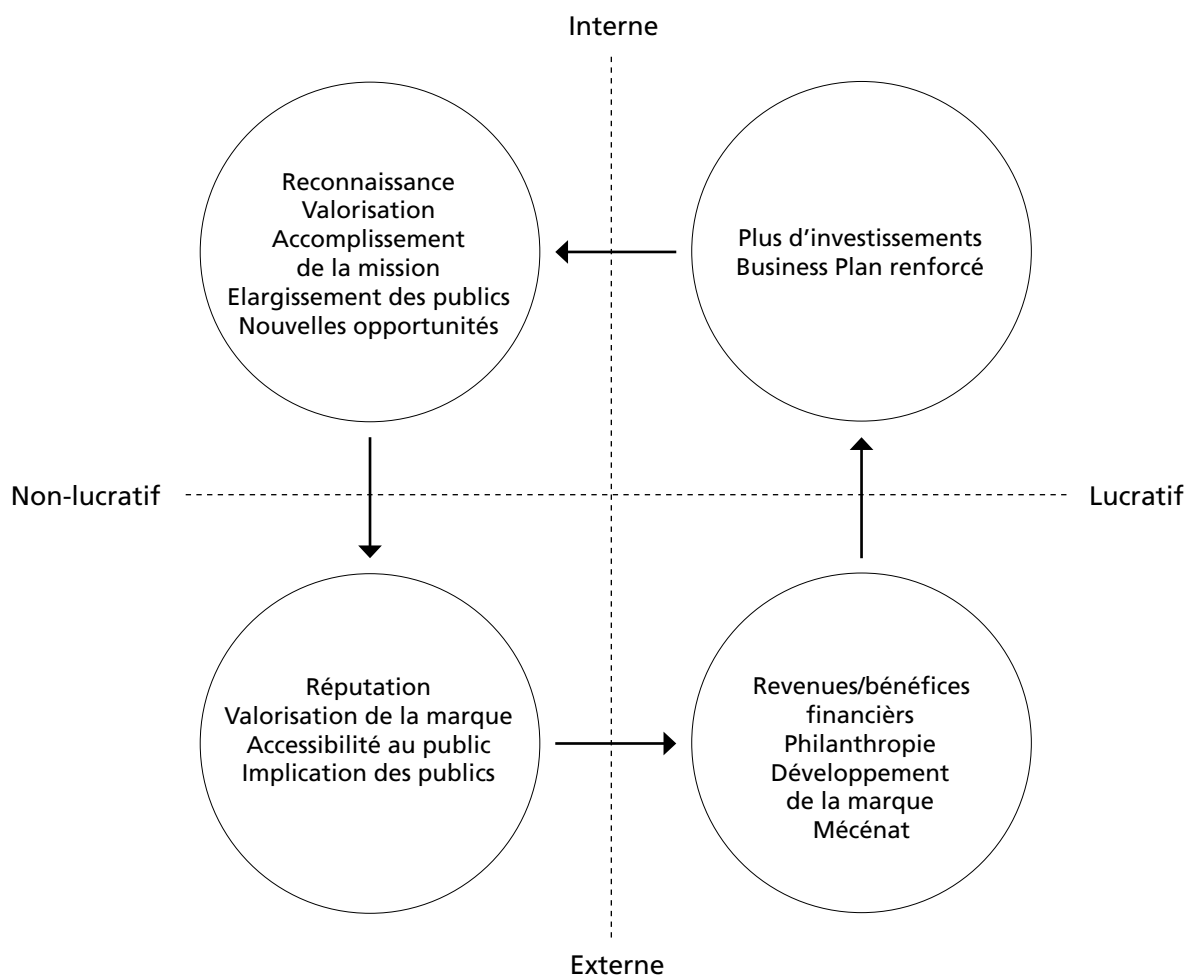 Interne
Reconnaissance
Valorisation
Accomplissement
de la mission
Elargissement des publics
Nouvelles opportunités
Plus d’investissements
Business Plan renforcé
Non-lucratif
Lucratif
Réputation
Valorisation de la marque
Accessibilité au public
Implication des publics
Revenues/bénéfices
financièrs
Philanthropie
Développement
de la marque
Mécénat
Externe